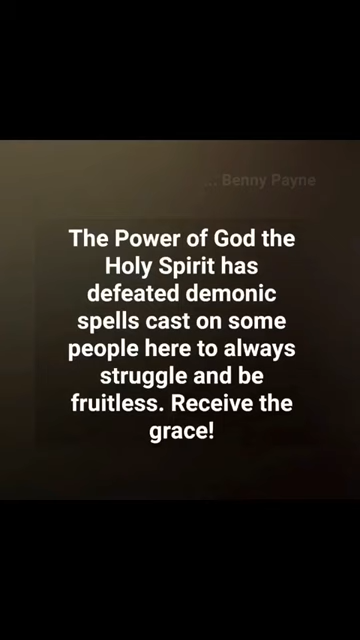 ... Benny Payne
The Power of God the
Holy Spirit has
defeated demonic
spells cast on some
people here to always
struggle and be
fruitless. Receive the
grace!